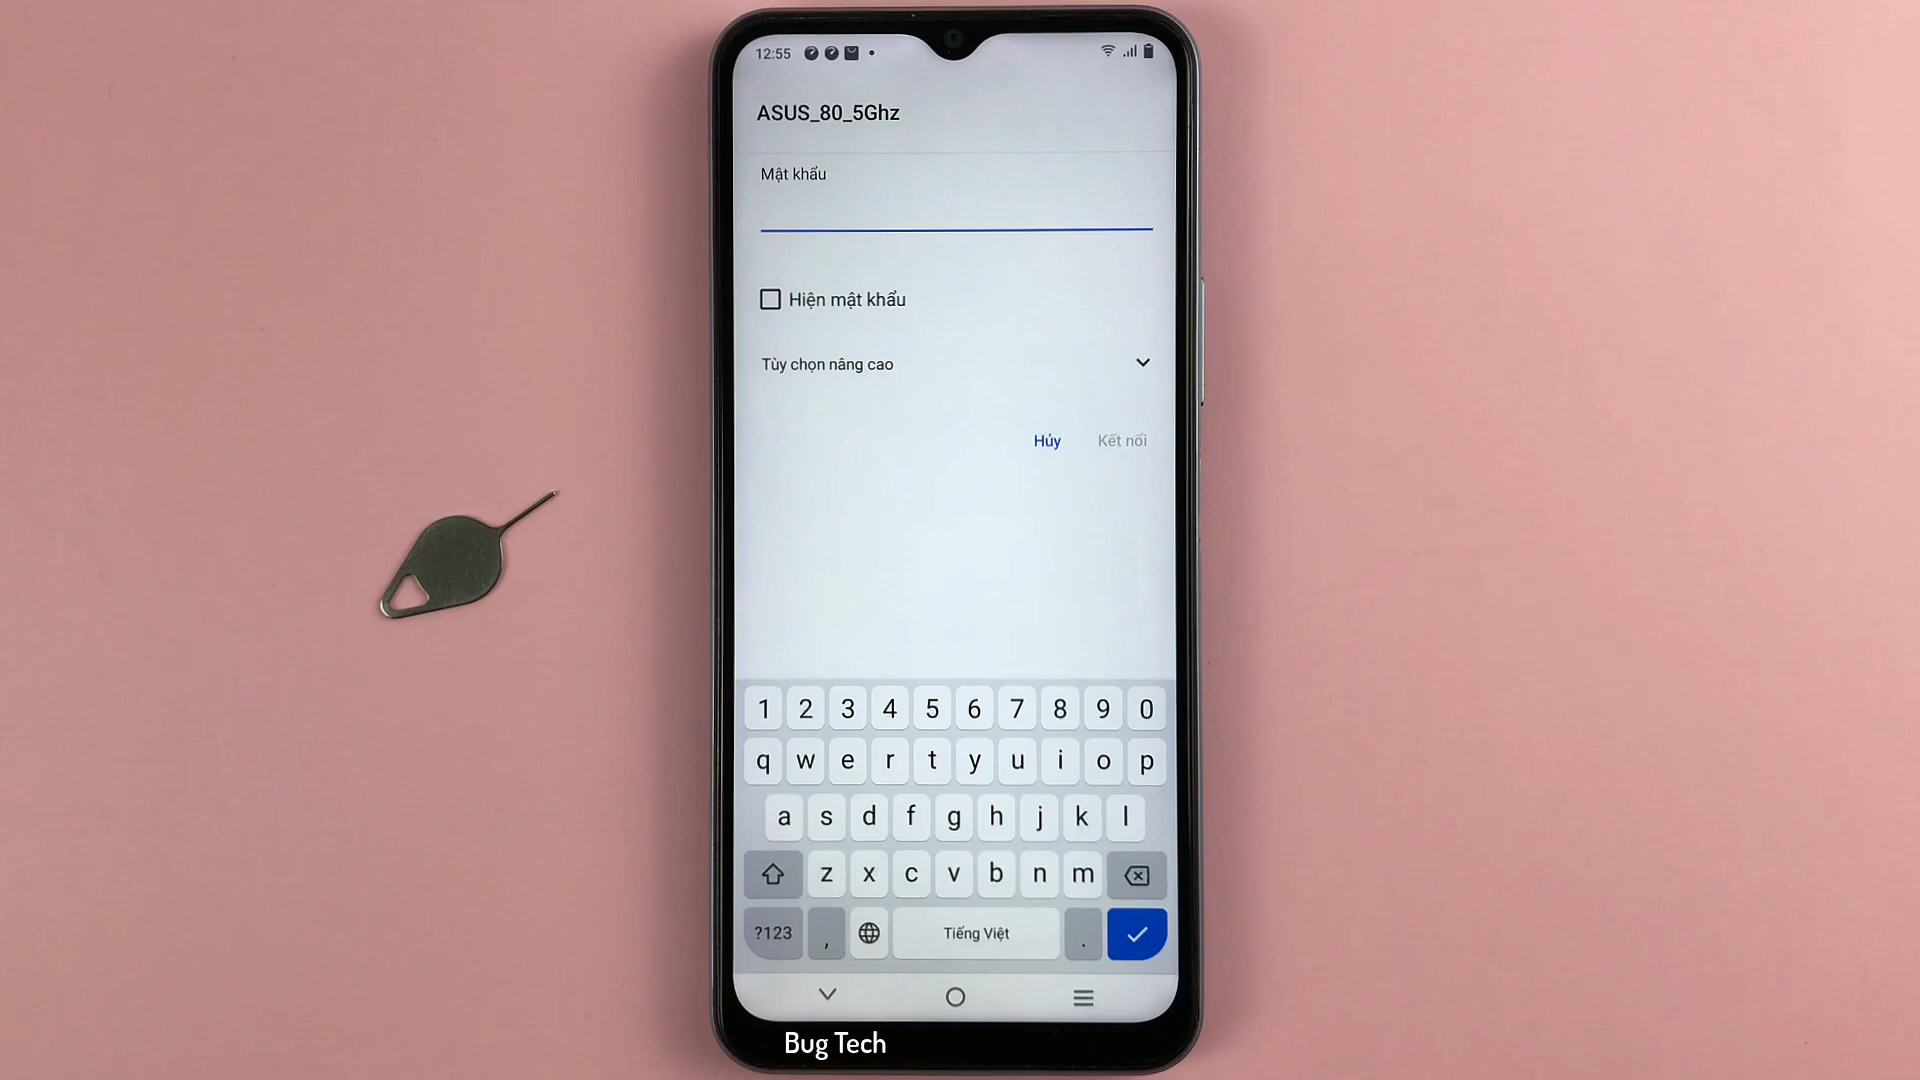 12:55
ASUS_80_5Ghz
Mật khẩu
Hiện mật khẩu
Tùy chọn nâng cao
Hủy Kết nối
1 2 3 4 5 6 7 8 9 0
q w e r t y u i o p
a s d f g h j k l
z x c v b n m
?123 , Tiếng Việt .
Bug Tech